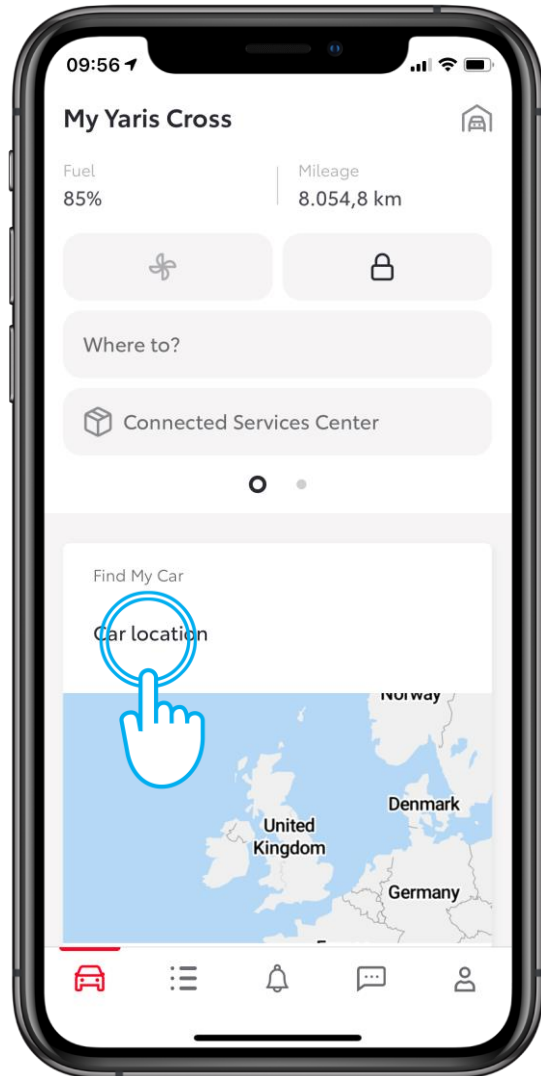 09:56
My Yaris Cross
Fuel
Mileage
85%
8.054,8 km
Where to?
Connected Services Center
Find My Car
Car location
Norway
Denmark
United
Kingdom
Germany